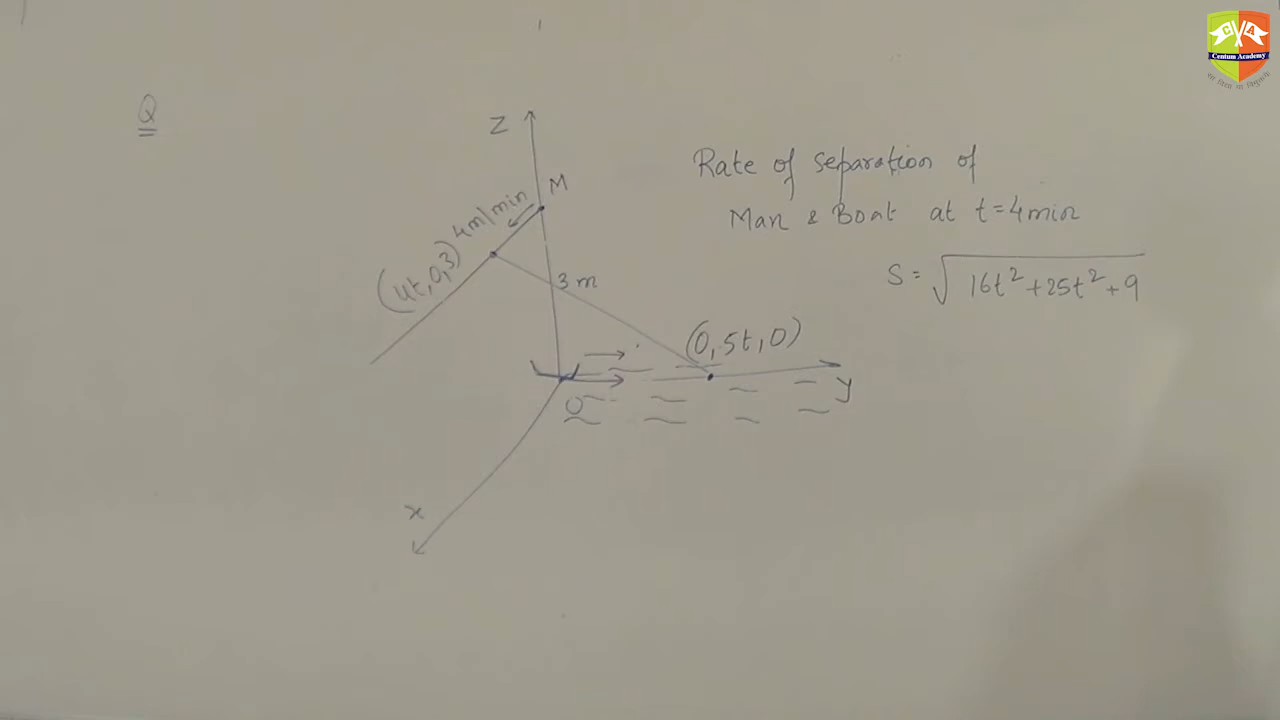 Q
Z
M
4m/min
(4t,0,3)
3 m
Rate of separation of
Man & Boat at t=4min
S=√16t²+25t²+9
(0,5t,0)
y
O
x
C A
Centum Academy